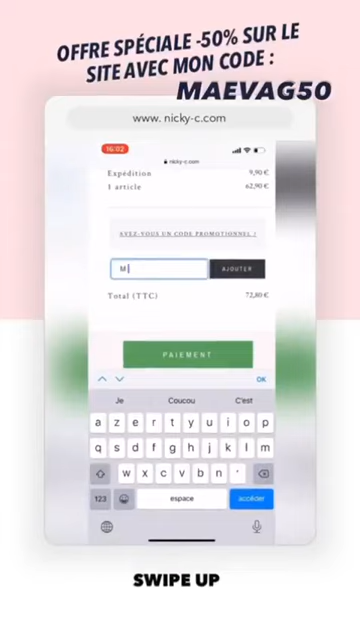 OFFRE SPÉCIALE -50% SUR LE
SITE AVEC MON CODE :
MAEVAG50
www. nicky-c.com
16:02
nicky-c.com
Expédition 9,90 €
1 article 62,90 €
AVEZ-VOUS UN CODE PROMOTIONNEL ?
M
AJOUTER
Total (TTC) 72,80 €
PAIEMENT
OK
Je Coucou C'est
a z e r t y u i o p
q s d f g h j k l m
w x c v b n '
123 espace accéder
SWIPE UP